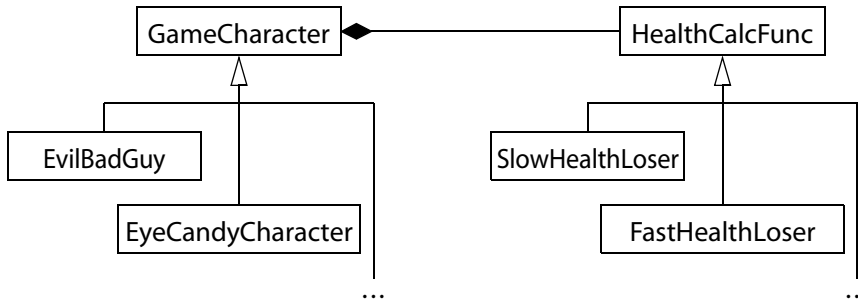 GameCharacter
HealthCalcFunc
EvilBadGuy
SlowHealthLoser
EyeCandyCharacter
FastHealthLoser
...
..